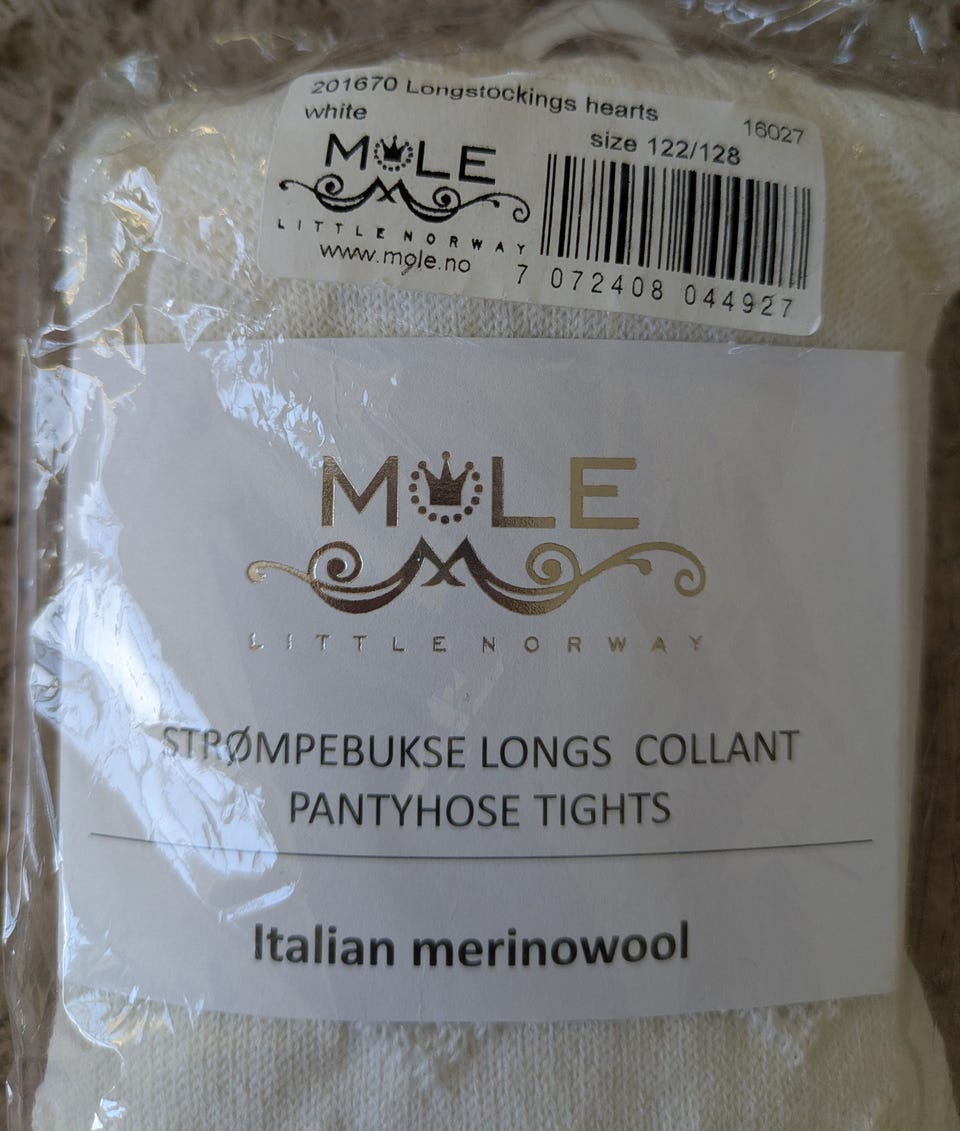 201670 Longstockings hearts
white
16027
size 122/128
MOLE
LITTLE NORWAY
www.mole.no
7 072408 044927
MOLE
LITTLE NORWAY
STRØMPEBUKSE LONGS COLLANT
PANTYHOSE TIGHTS
Italian merinowool